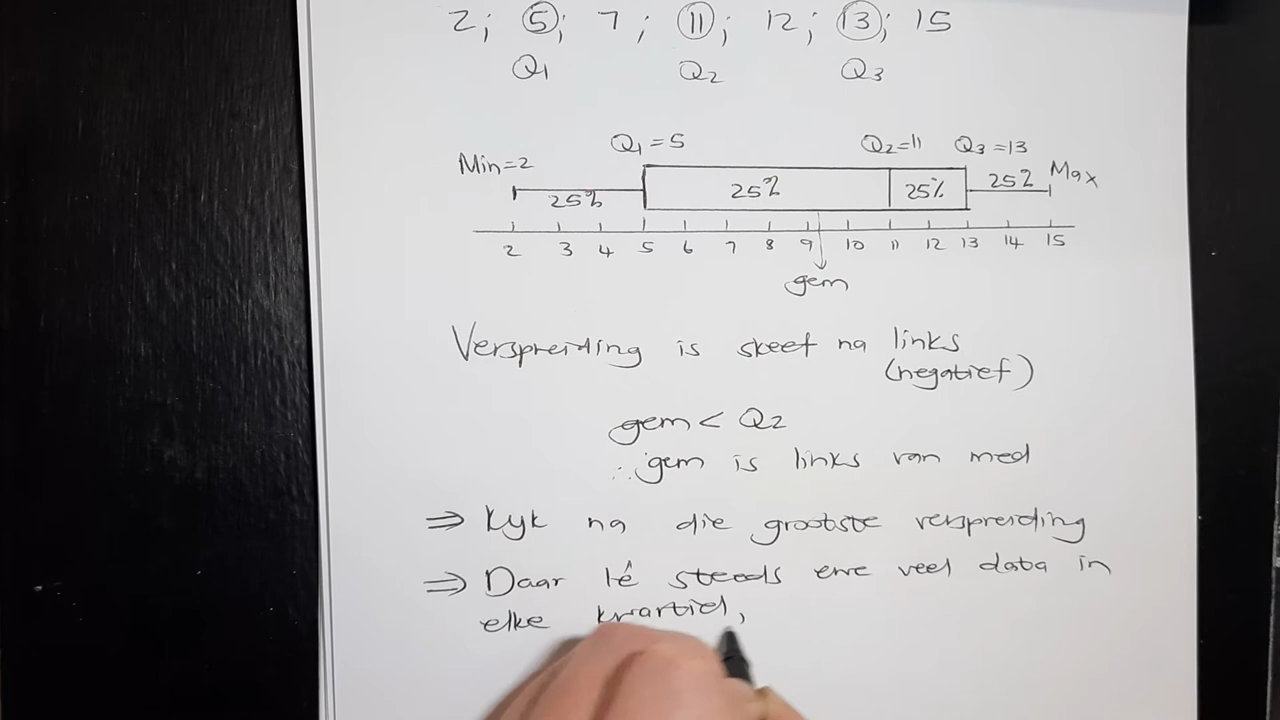 2; 5; 7; 11; 12; 13; 15
Q1 Q2 Q3
Q1=5 Q2=11 Q3=13
Min=2 Max
25% 25% 25% 25%
2 3 4 5 6 7 8 9 10 11 12 13 14 15
gem
Verspreiding is skeef na links
(negatief)
gem < Q2
∴ gem is links van med
⇒ Kyk na die grootste verspreiding
⇒ Daar lê steeds ewe veel data in
elke kwartiel,